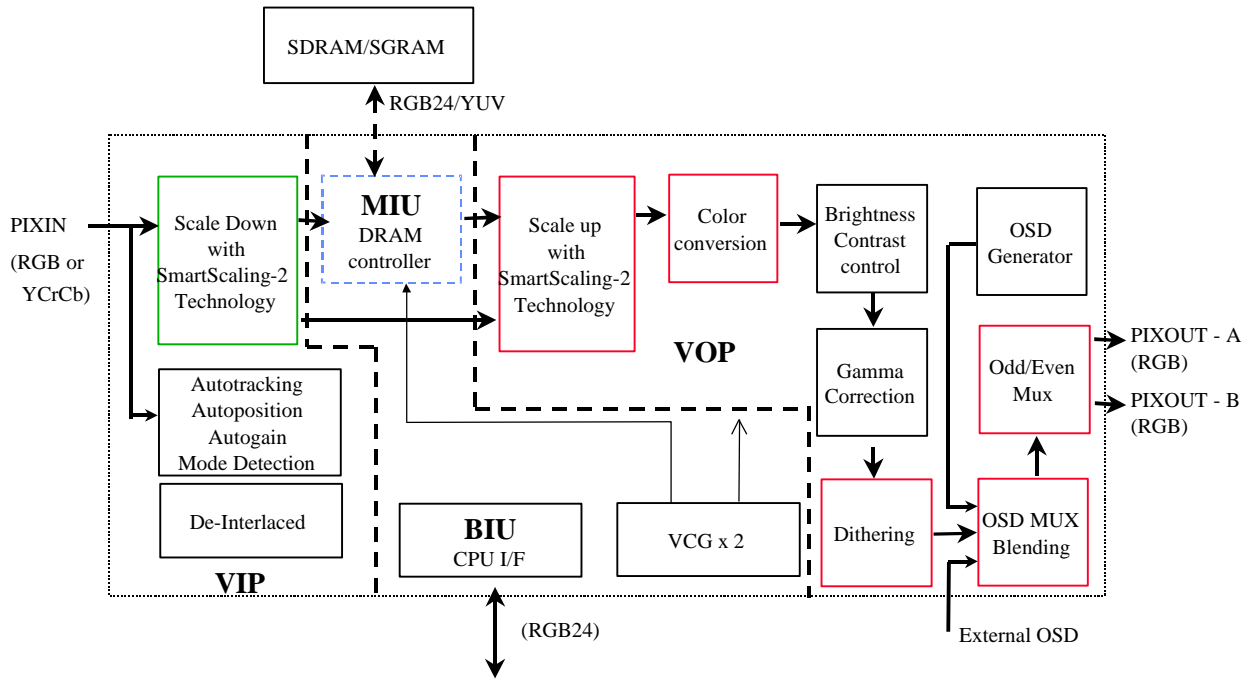 SDRAM/SGRAM
RGB24/YUV
PIXIN
(RGB or
YCrCb)
Scale Down
with
SmartScaling-2
Technology
MIU
DRAM
controller
Scale up
with
SmartScaling-2
Technology
Color
conversion
Brightness
Contrast
control
OSD
Generator
VOP
Gamma
Correction
Odd/Even
Mux
PIXOUT - A
(RGB)
PIXOUT - B
(RGB)
Autotracking
Autoposition
Autogain
Mode Detection
De-Interlaced
VIP
BIU
CPU I/F
VCG x 2
Dithering
OSD MUX
Blending
(RGB24)
External OSD